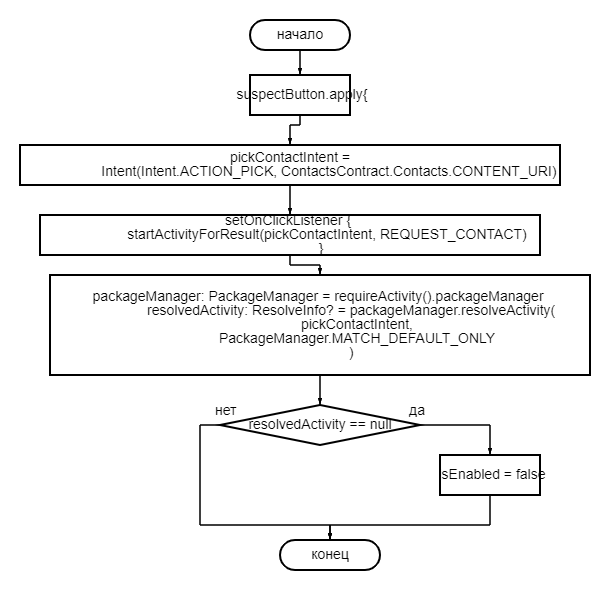 начало
suspectButton.apply{
pickContactIntent =
Intent(Intent.ACTION_PICK, ContactsContract.Contacts.CONTENT_URI)
setOnClickListener {
startActivityForResult(pickContactIntent, REQUEST_CONTACT)
}
packageManager: PackageManager = requireActivity().packageManager
resolvedActivity: ResolveInfo? = packageManager.resolveActivity(
pickContactIntent,
PackageManager.MATCH_DEFAULT_ONLY
)
нет
да
resolvedActivity == null
sEnabled = false
конец